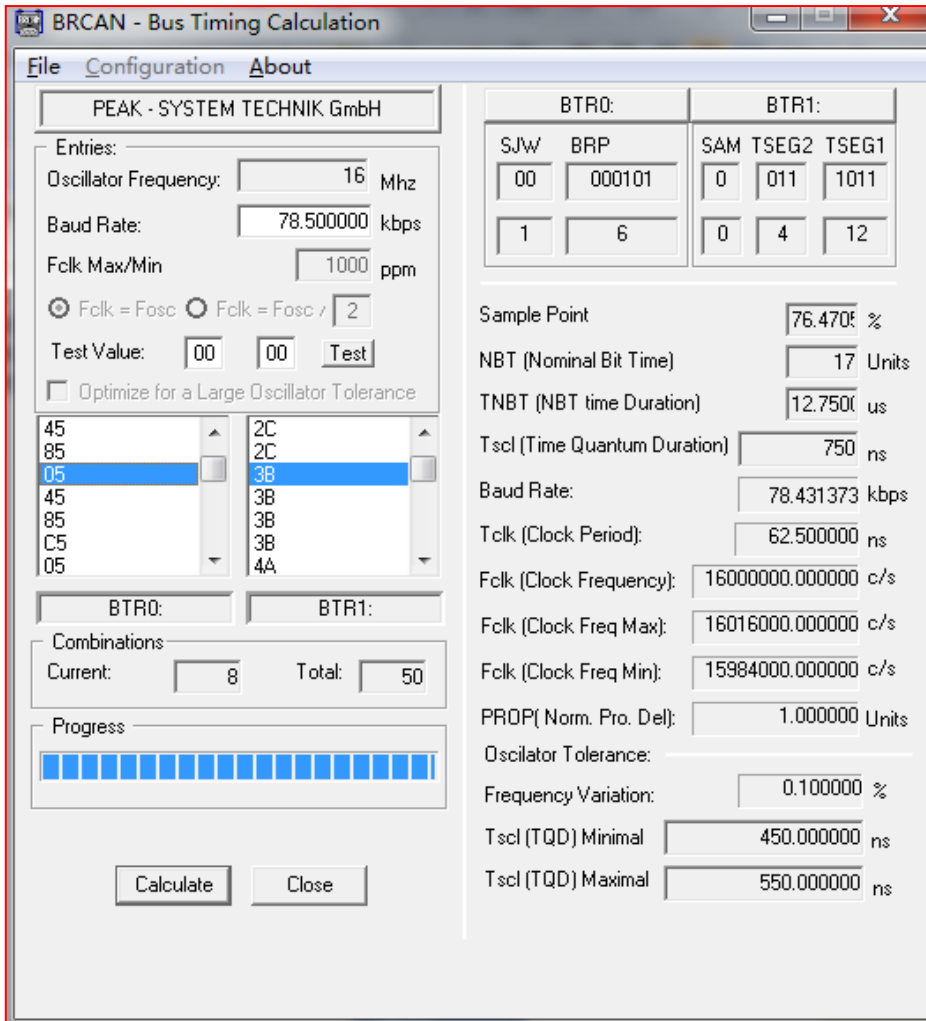 BRCAN - Bus Timing Calculation
File Configuration About
PEAK - SYSTEM TECHNIK GmbH
Entries:
Oscillator Frequency: 16 Mhz
Baud Rate: 78.500000 kbps
Fclk Max/Min 1000 ppm
Fclk = Fosc Fclk = Fosc / 2
Test Value: 00 00 Test
Optimize for a Large Oscillator Tolerance
45 2C
85 2C
05 3B
45 3B
85 3B
C5 3B
05 4A
BTR0: BTR1:
Combinations
Current: 8 Total: 50
Progress
Calculate Close
BTR0: BTR1:
SJW BRP SAM TSEG2 TSEG1
00 000101 0 011 1011
1 6 0 4 12
Sample Point 76.470 %
NBT (Nominal Bit Time) 17 Units
TNBT (NBT time Duration) 12.750 us
Tscl (Time Quantum Duration) 750 ns
Baud Rate: 78.431373 kbps
Tclk (Clock Period): 62.500000 ns
Fclk (Clock Frequency): 16000000.000000 c/s
Fclk (Clock Freq Max): 16016000.000000 c/s
Fclk (Clock Freq Min): 15984000.000000 c/s
PROP( Norm. Pro. Del): 1.000000 Units
Oscilator Tolerance:
Frequency Variation: 0.100000 %
Tscl (TQD) Minimal 450.000000 ns
Tscl (TQD) Maximal 550.000000 ns